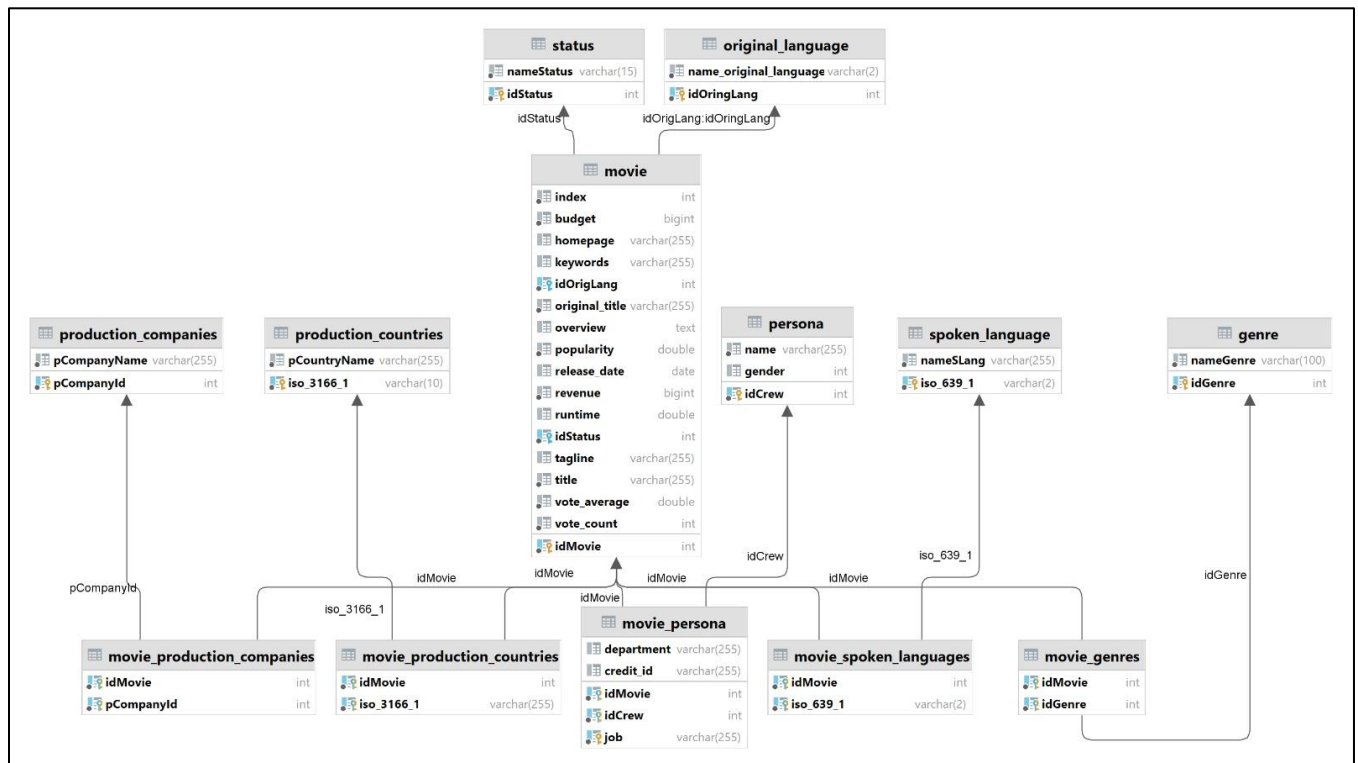 status
nameStatus varchar(15)
idStatus int
original_language
name_original_language varchar(2)
idOringLang int
idStatus
idOrigLang:idOringLang
movie
index int
budget bigint
homepage varchar(255)
keywords varchar(255)
idOrigLang int
original_title varchar(255)
overview text
popularity double
release_date date
revenue bigint
runtime double
idStatus int
tagline varchar(255)
title varchar(255)
vote_average double
vote_count int
idMovie int
production_companies
pCompanyName varchar(255)
pCompanyId int
production_countries
pCountryName varchar(255)
iso_3166_1 varchar(10)
persona
name varchar(255)
gender int
idCrew int
spoken_language
nameSLang varchar(255)
iso_639_1 varchar(2)
genre
nameGenre varchar(100)
idGenre int
pCompanyId
idMovie
iso_3166_1
idMovie
idMovie
idCrew
idMovie
iso_639_1
idMovie
idGenre
movie_production_companies
idMovie int
pCompanyId int
movie_production_countries
idMovie int
iso_3166_1 varchar(255)
movie_persona
department varchar(255)
credit_id varchar(255)
idMovie int
idCrew int
job varchar(255)
movie_spoken_languages
idMovie int
iso_639_1 varchar(2)
movie_genres
idMovie int
idGenre int